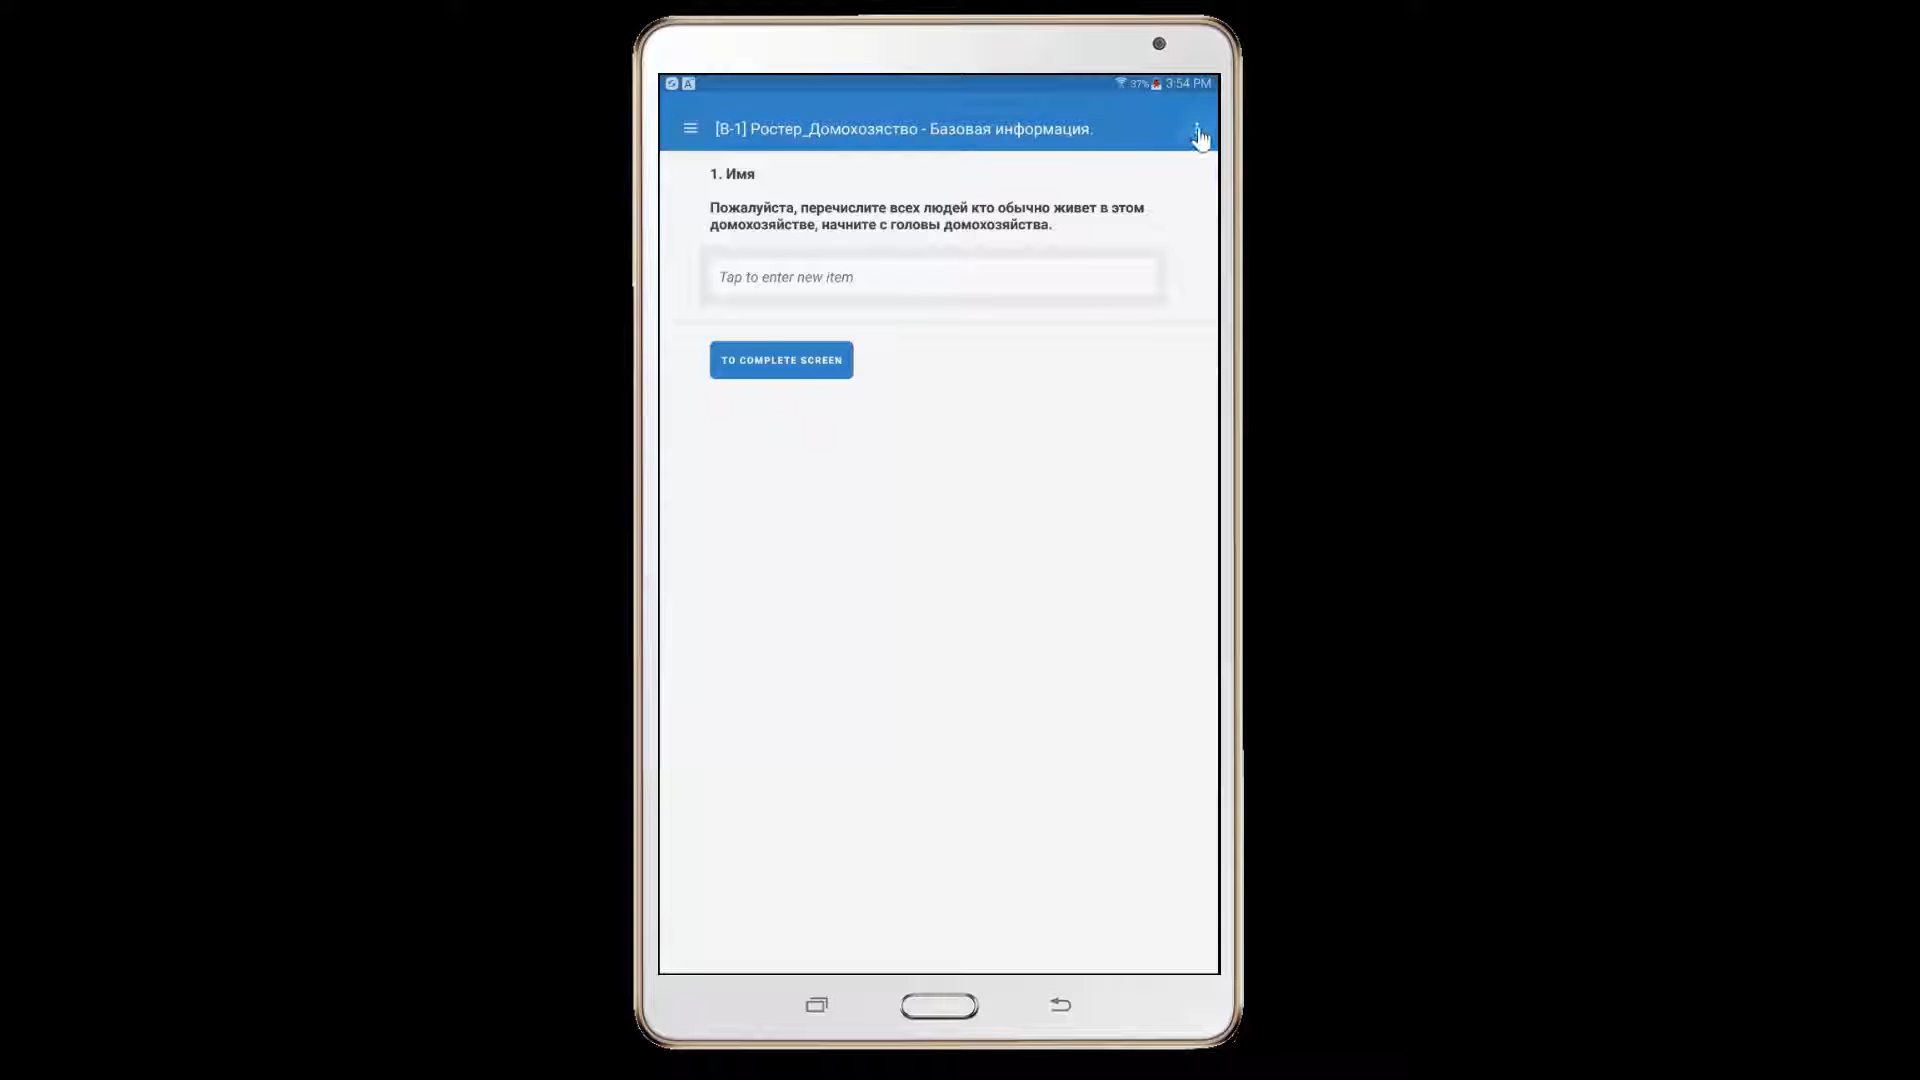 37% 3:54 PM
[B-1] Ростер_Домохозяство - Базовая информация.
1. Имя
Пожалуйста, перечислите всех людей кто обычно живет в этом
домохозяйстве, начните с головы домохозяйства.
Tap to enter new item
TO COMPLETE SCREEN